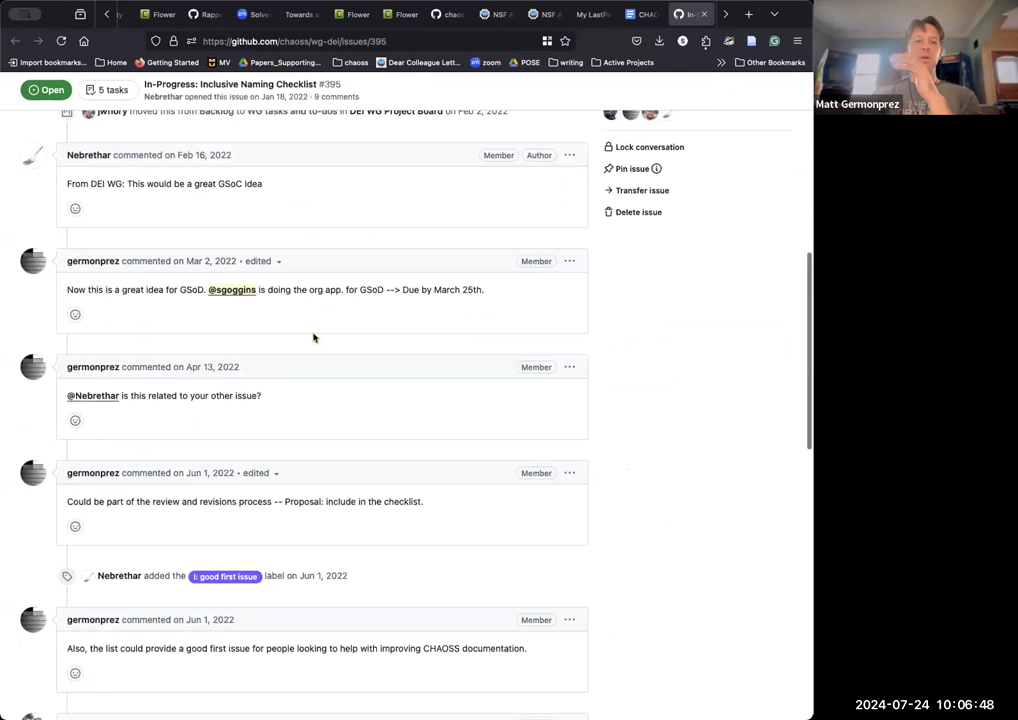 Flower
Rappo
Solve
Towards a
Flower
Flower
chaos
NSF A
NSF A
My LastPa
CHAO
In-P
https://github.com/chaoss/wg-dei/issues/395
Import bookmarks...
Home
Getting Started
MV
Papers_Supporting...
chaoss
Dear Colleague Lett...
zoom
POSE
writing
Active Projects
Other Bookmarks
Open
5 tasks
In-Progress: Inclusive Naming Checklist #395
Nebrethar opened this issue on Jan 18, 2022 · 9 comments
jwflory moved this from Backlog to WG tasks and to-dos in DEI WG Project Board on Feb 2, 2022
Nebrethar commented on Feb 16, 2022
Member
Author
From DEI WG: This would be a great GSoC Idea
germonprez commented on Mar 2, 2022 • edited
Member
Now this is a great idea for GSoD. @sgoggins is doing the org app. for GSoD --> Due by March 25th.
germonprez commented on Apr 13, 2022
Member
@Nebrethar is this related to your other issue?
germonprez commented on Jun 1, 2022 • edited
Member
Could be part of the review and revisions process -- Proposal: include in the checklist.
Nebrethar added the I: good first issue label on Jun 1, 2022
germonprez commented on Jun 1, 2022
Member
Also, the list could provide a good first issue for people looking to help with improving CHAOSS documentation.
Lock conversation
Pin issue
Transfer issue
Delete issue
Matt Germonprez
2024-07-24 10:06:48